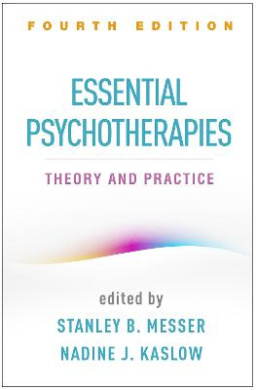 FOURTH EDITION
ESSENTIAL
PSYCHOTHERAPIES
THEORY AND PRACTICE
edited by
STANLEY B. MESSER
NADINE J. KASLOW